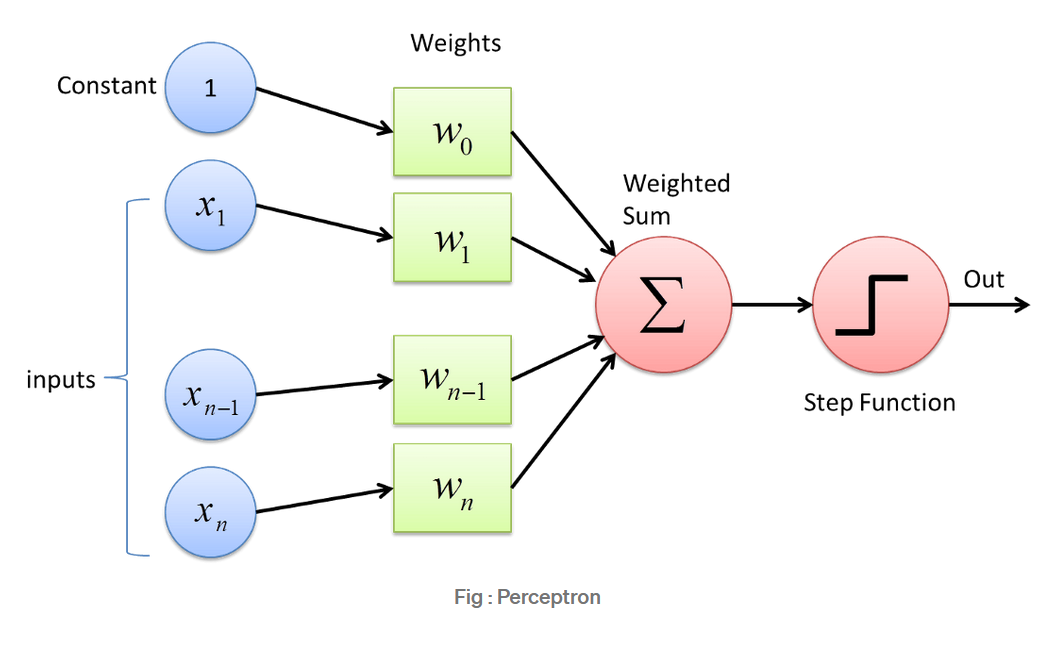 Weights
Constant
1
w0
x1
w1
Weighted
Sum
Σ
Out
inputs
xn−1
wn−1
Step Function
xn
wn
Fig : Perceptron